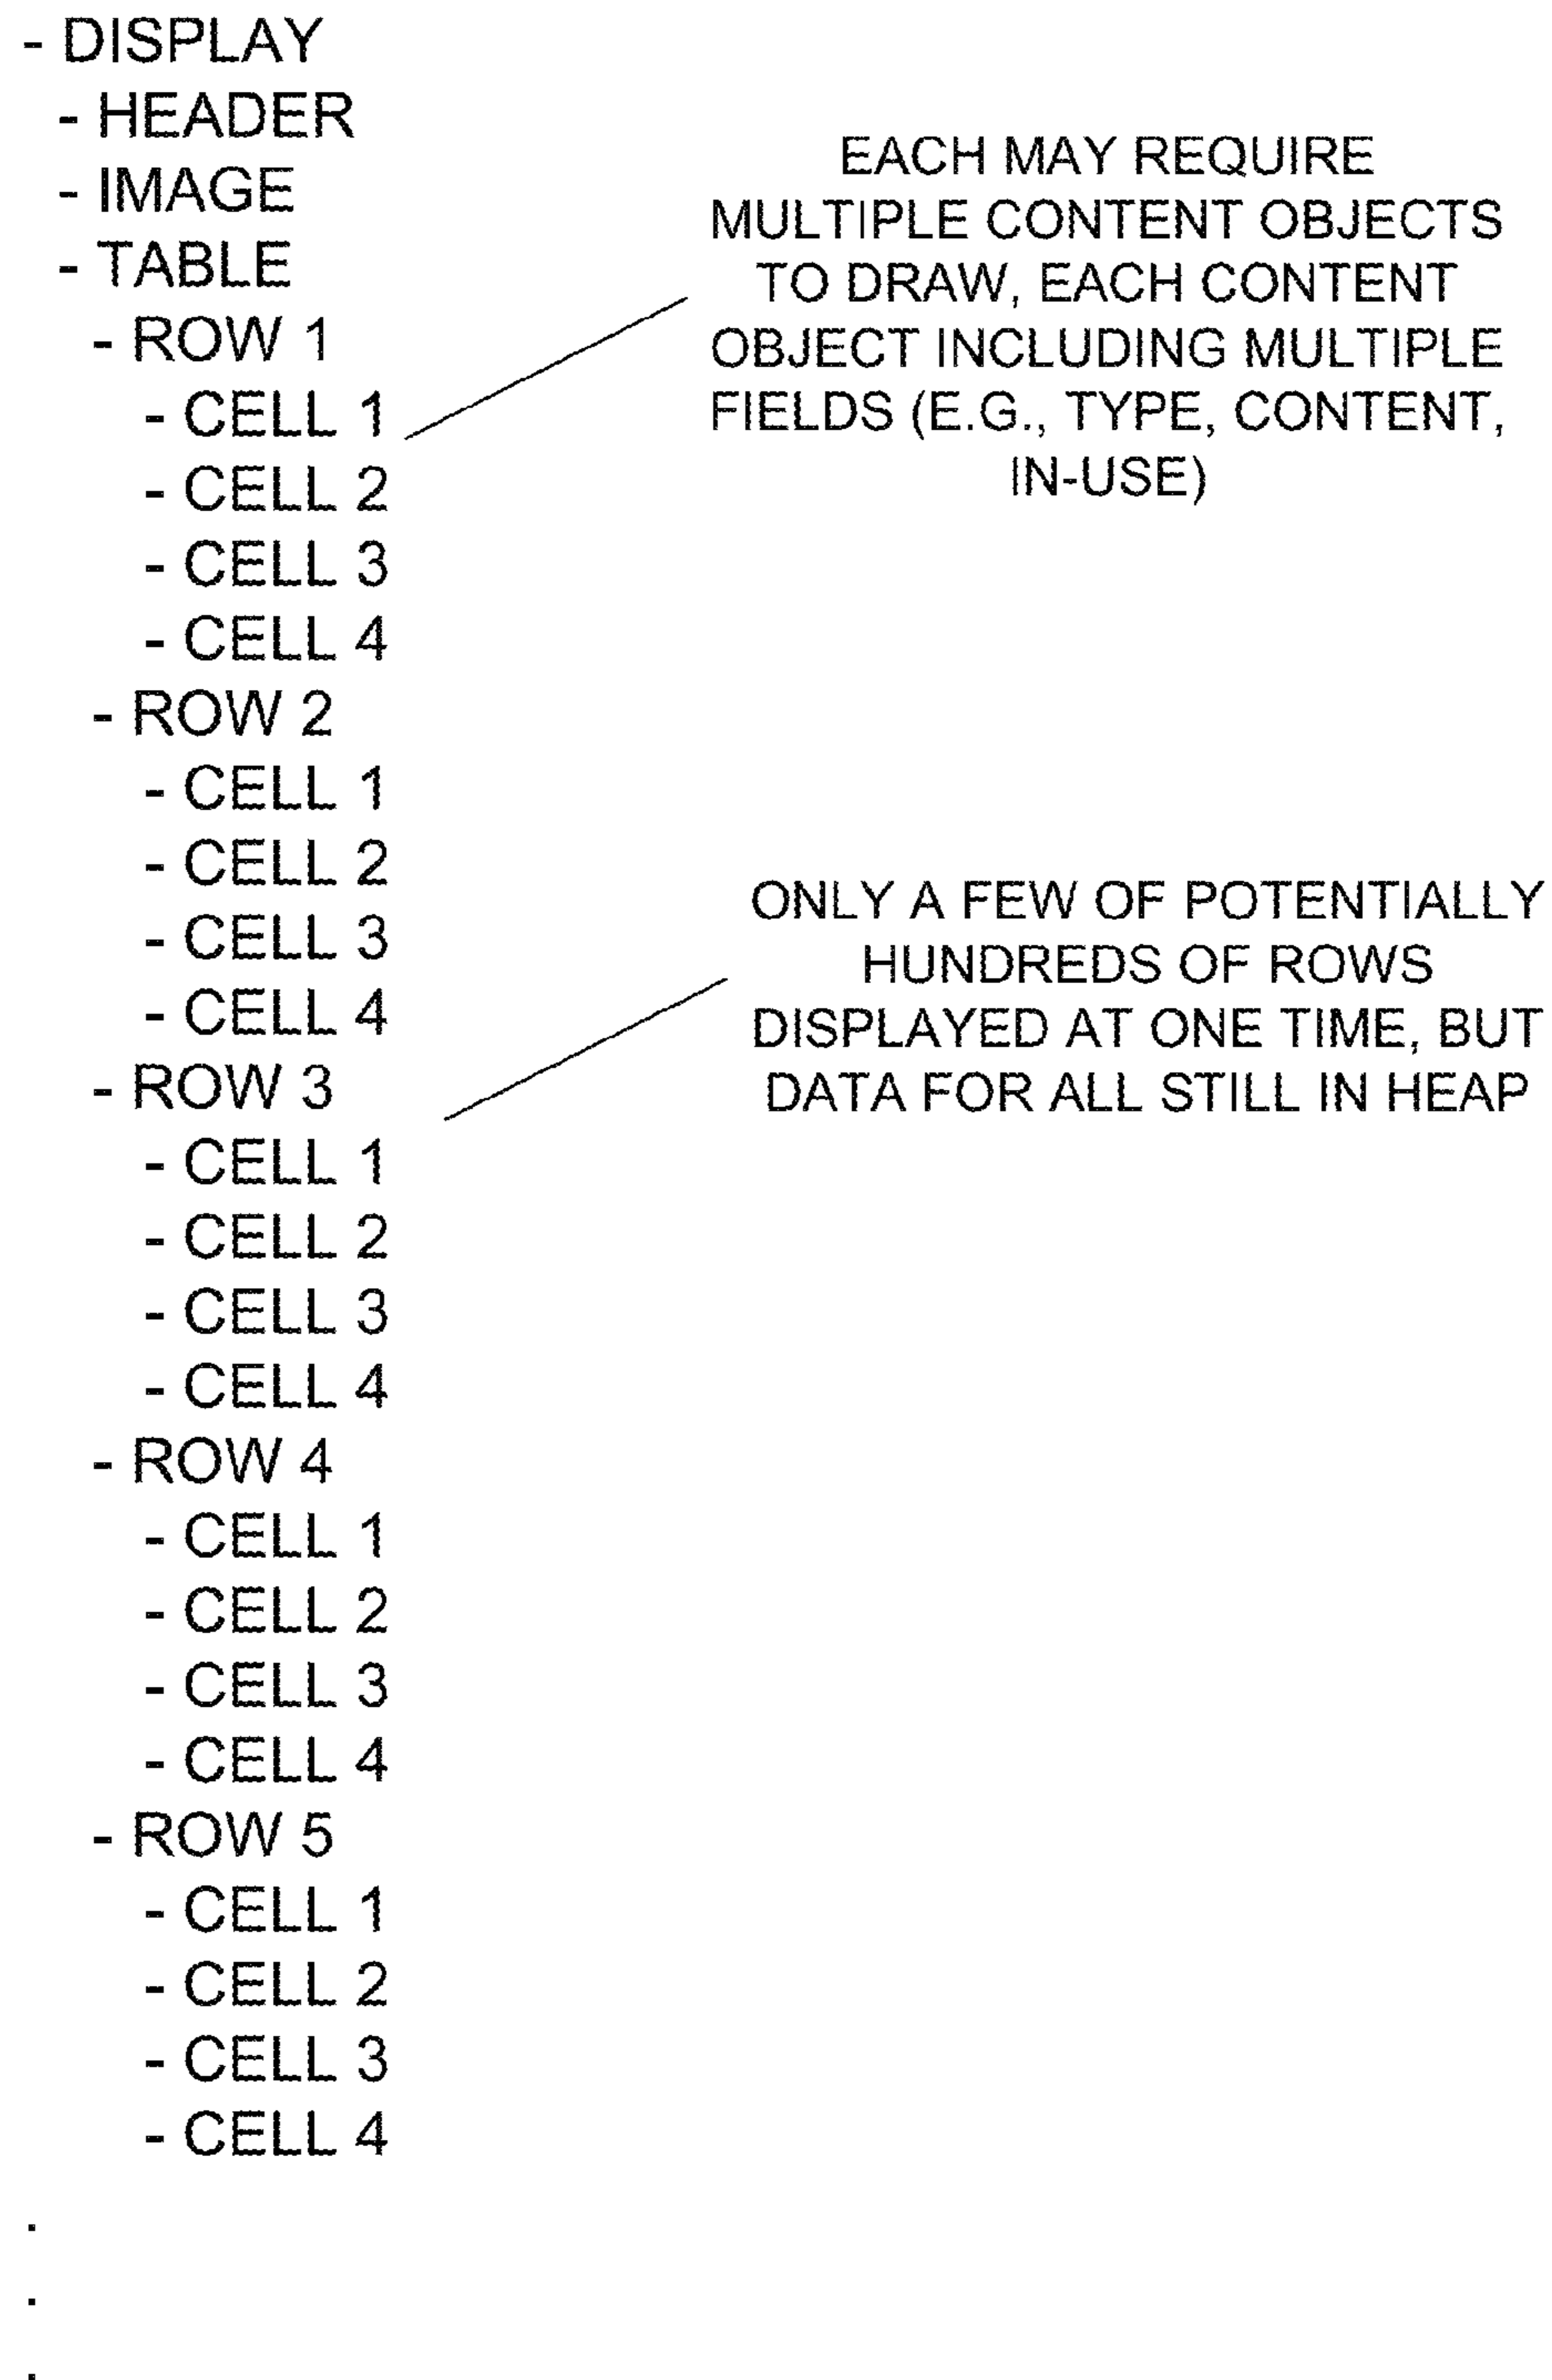 - DISPLAY
- HEADER
- IMAGE
- TABLE
- ROW 1
- CELL 1
- CELL 2
- CELL 3
- CELL 4
- ROW 2
- CELL 1
- CELL 2
- CELL 3
- CELL 4
- ROW 3
- CELL 1
- CELL 2
- CELL 3
- CELL 4
- ROW 4
- CELL 1
- CELL 2
- CELL 3
- CELL 4
- ROW 5
- CELL 1
- CELL 2
- CELL 3
- CELL 4
.
.
.
EACH MAY REQUIRE
MULTIPLE CONTENT OBJECTS
TO DRAW, EACH CONTENT
OBJECT INCLUDING MULTIPLE
FIELDS (E.G., TYPE, CONTENT,
IN-USE)
ONLY A FEW OF POTENTIALLY
HUNDREDS OF ROWS
DISPLAYED AT ONE TIME, BUT
DATA FOR ALL STILL IN HEAP